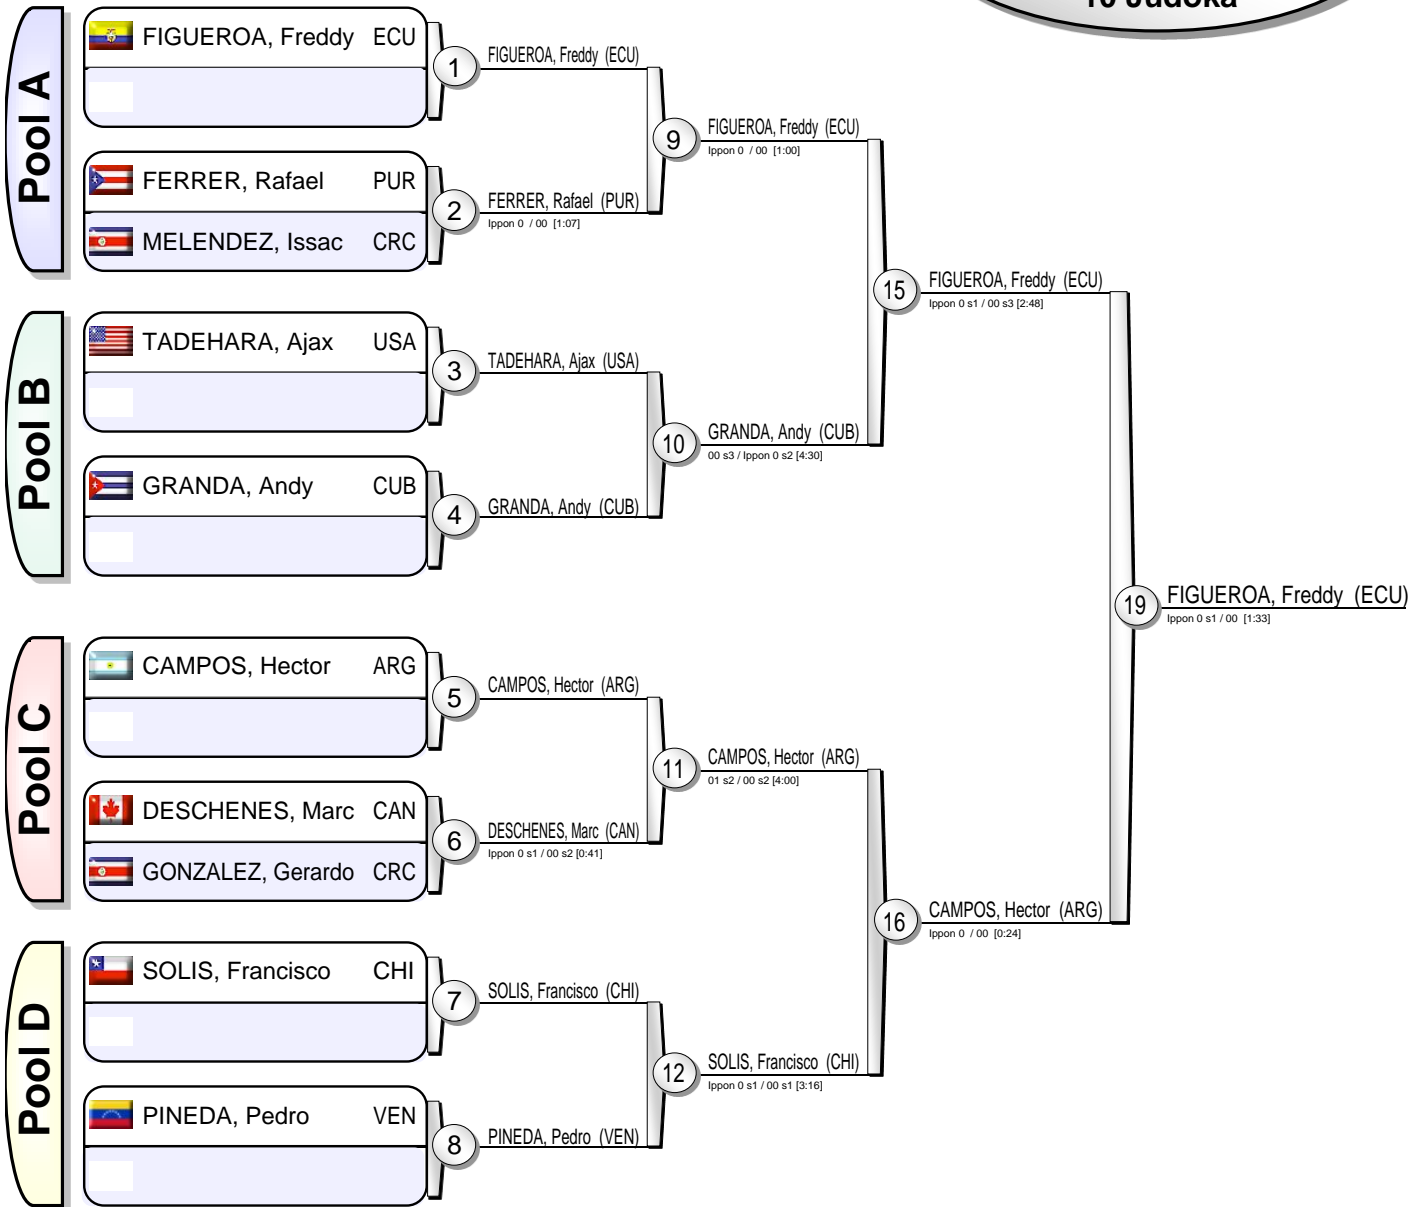 10 Judoka
Pool A
FIGUEROA, Freddy ECU
FERRER, Rafael PUR
MELENDEZ, Issac CRC
1
FIGUEROA, Freddy (ECU)
2
FERRER, Rafael (PUR)
Ippon 0 / 00 [1:07]
9
FIGUEROA, Freddy (ECU)
Ippon 0 / 00 [1:00]
Pool B
TADEHARA, Ajax USA
GRANDA, Andy CUB
3
TADEHARA, Ajax (USA)
4
GRANDA, Andy (CUB)
10
GRANDA, Andy (CUB)
00 s3 / Ippon 0 s2 [4:30]
15
FIGUEROA, Freddy (ECU)
Ippon 0 s1 / 00 s3 [2:48]
Pool C
CAMPOS, Hector ARG
DESCHENES, Marc CAN
GONZALEZ, Gerardo CRC
5
CAMPOS, Hector (ARG)
6
DESCHENES, Marc (CAN)
Ippon 0 s1 / 00 s2 [0:41]
11
CAMPOS, Hector (ARG)
01 s2 / 00 s2 [4:00]
Pool D
SOLIS, Francisco CHI
PINEDA, Pedro VEN
7
SOLIS, Francisco (CHI)
8
PINEDA, Pedro (VEN)
12
SOLIS, Francisco (CHI)
Ippon 0 s1 / 00 s1 [3:16]
16
CAMPOS, Hector (ARG)
Ippon 0 / 00 [0:24]
19
FIGUEROA, Freddy (ECU)
Ippon 0 s1 / 00 [1:33]